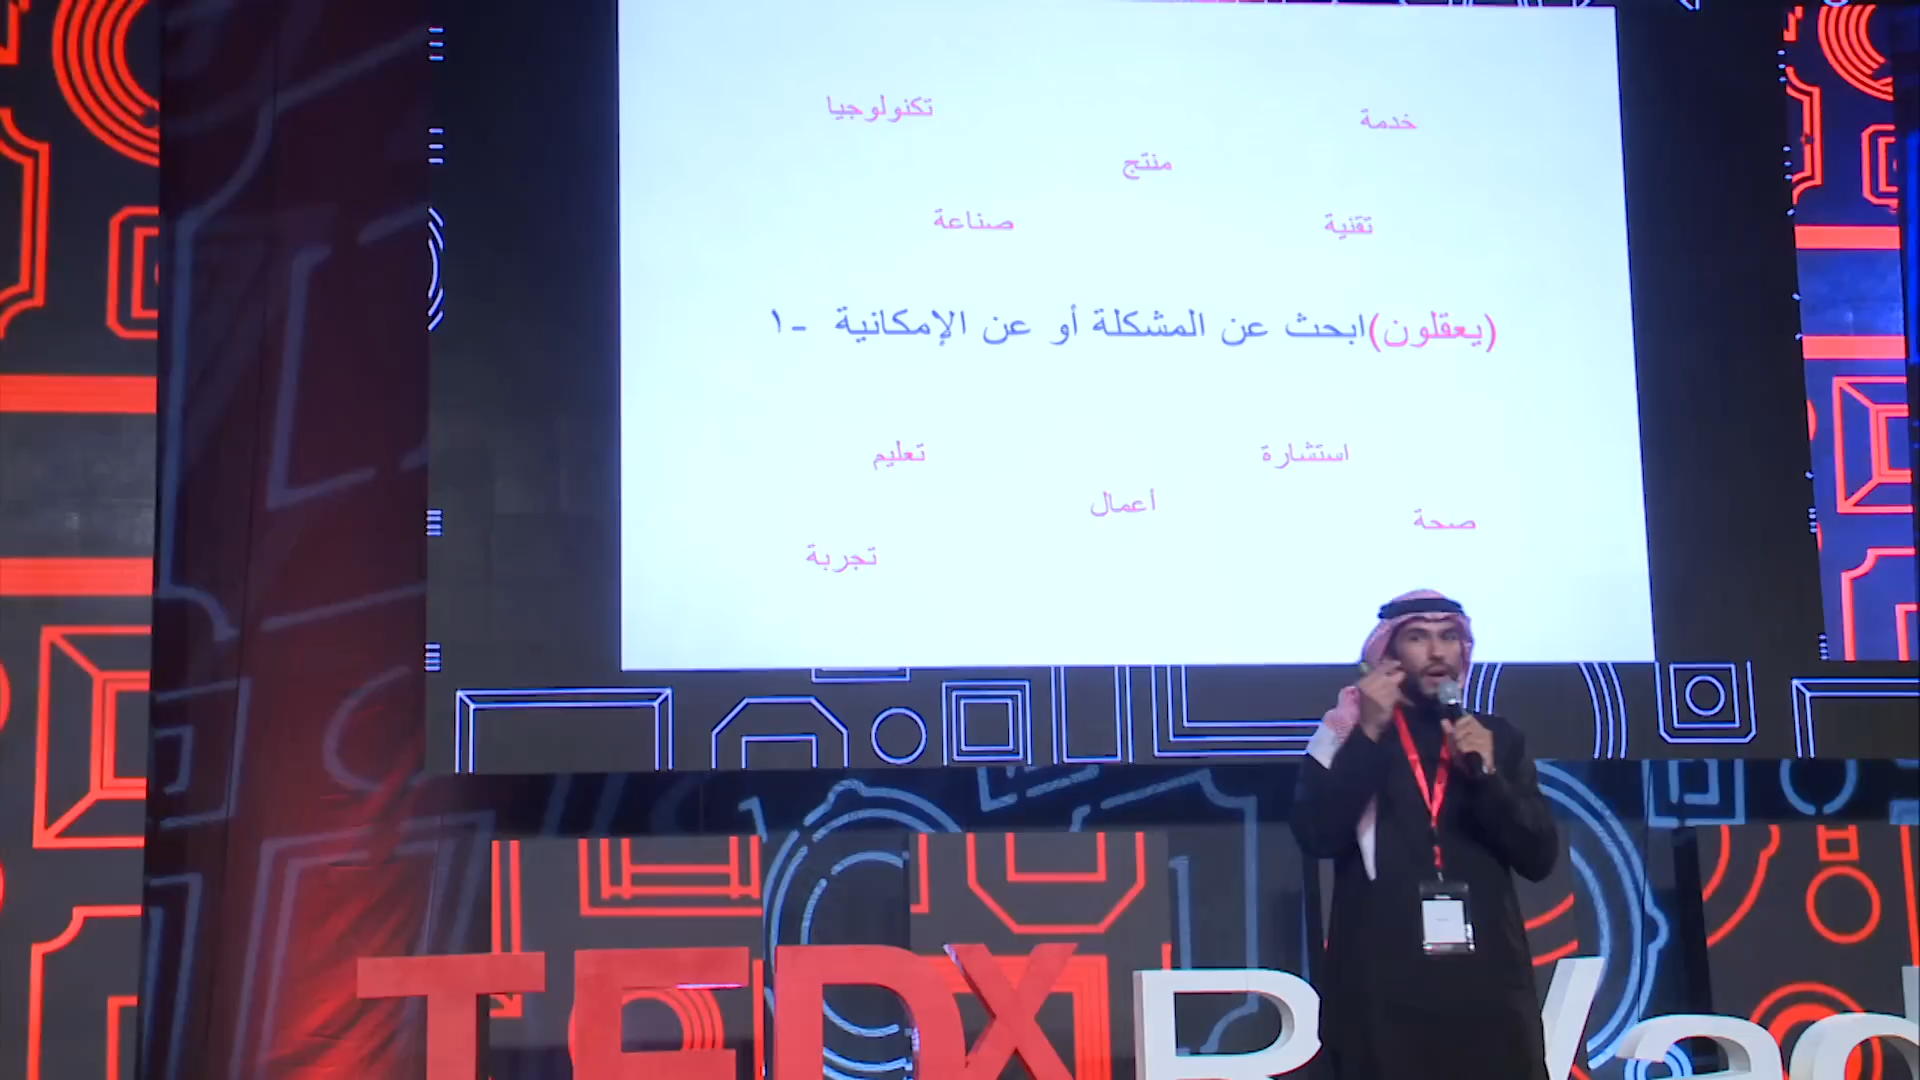 تكنولوجيا
خدمة
منتج
صناعة
تقنية
(يعقلون)ابحث عن المشكلة أو عن الإمكانية -١
تعليم
استشارة
أعمال
صحة
تجربة
TEDX